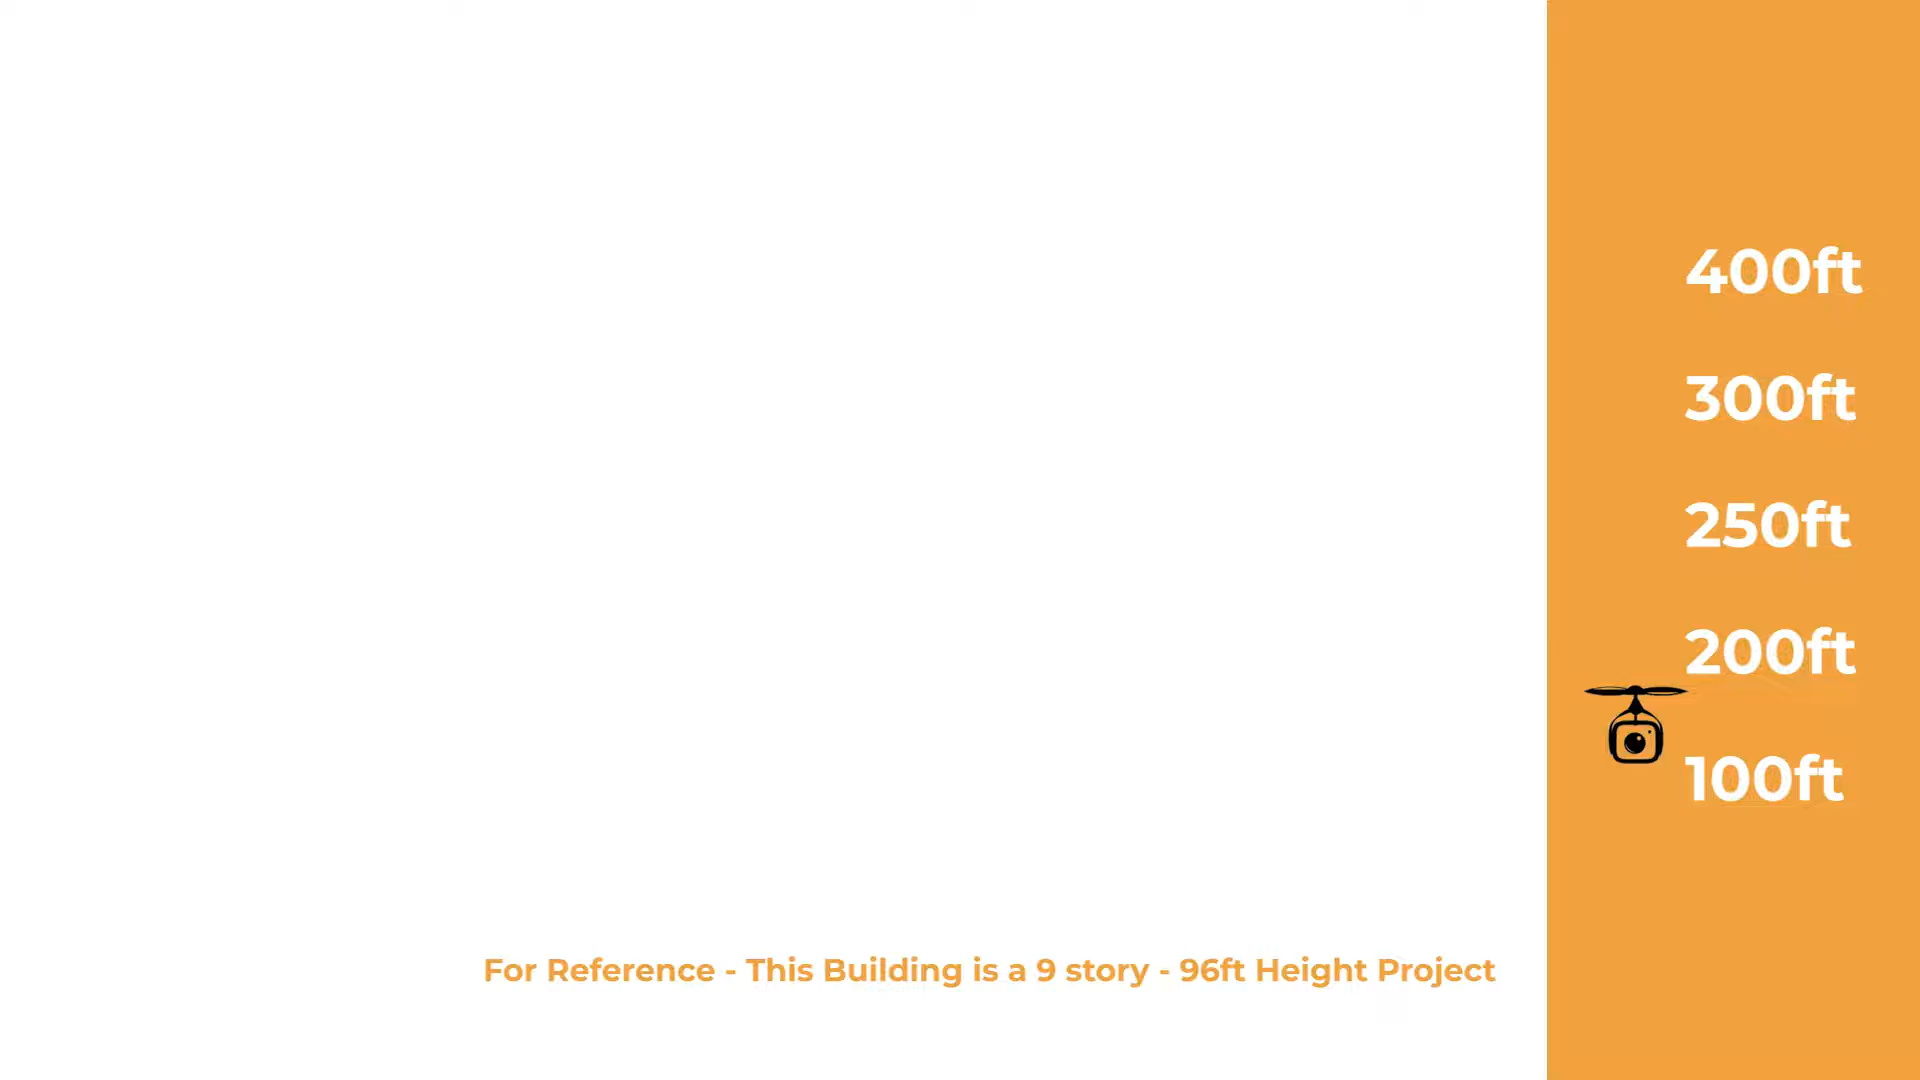 400ft
300ft
250ft
200ft
100ft
For Reference - This Building is a 9 story - 96ft Height Project